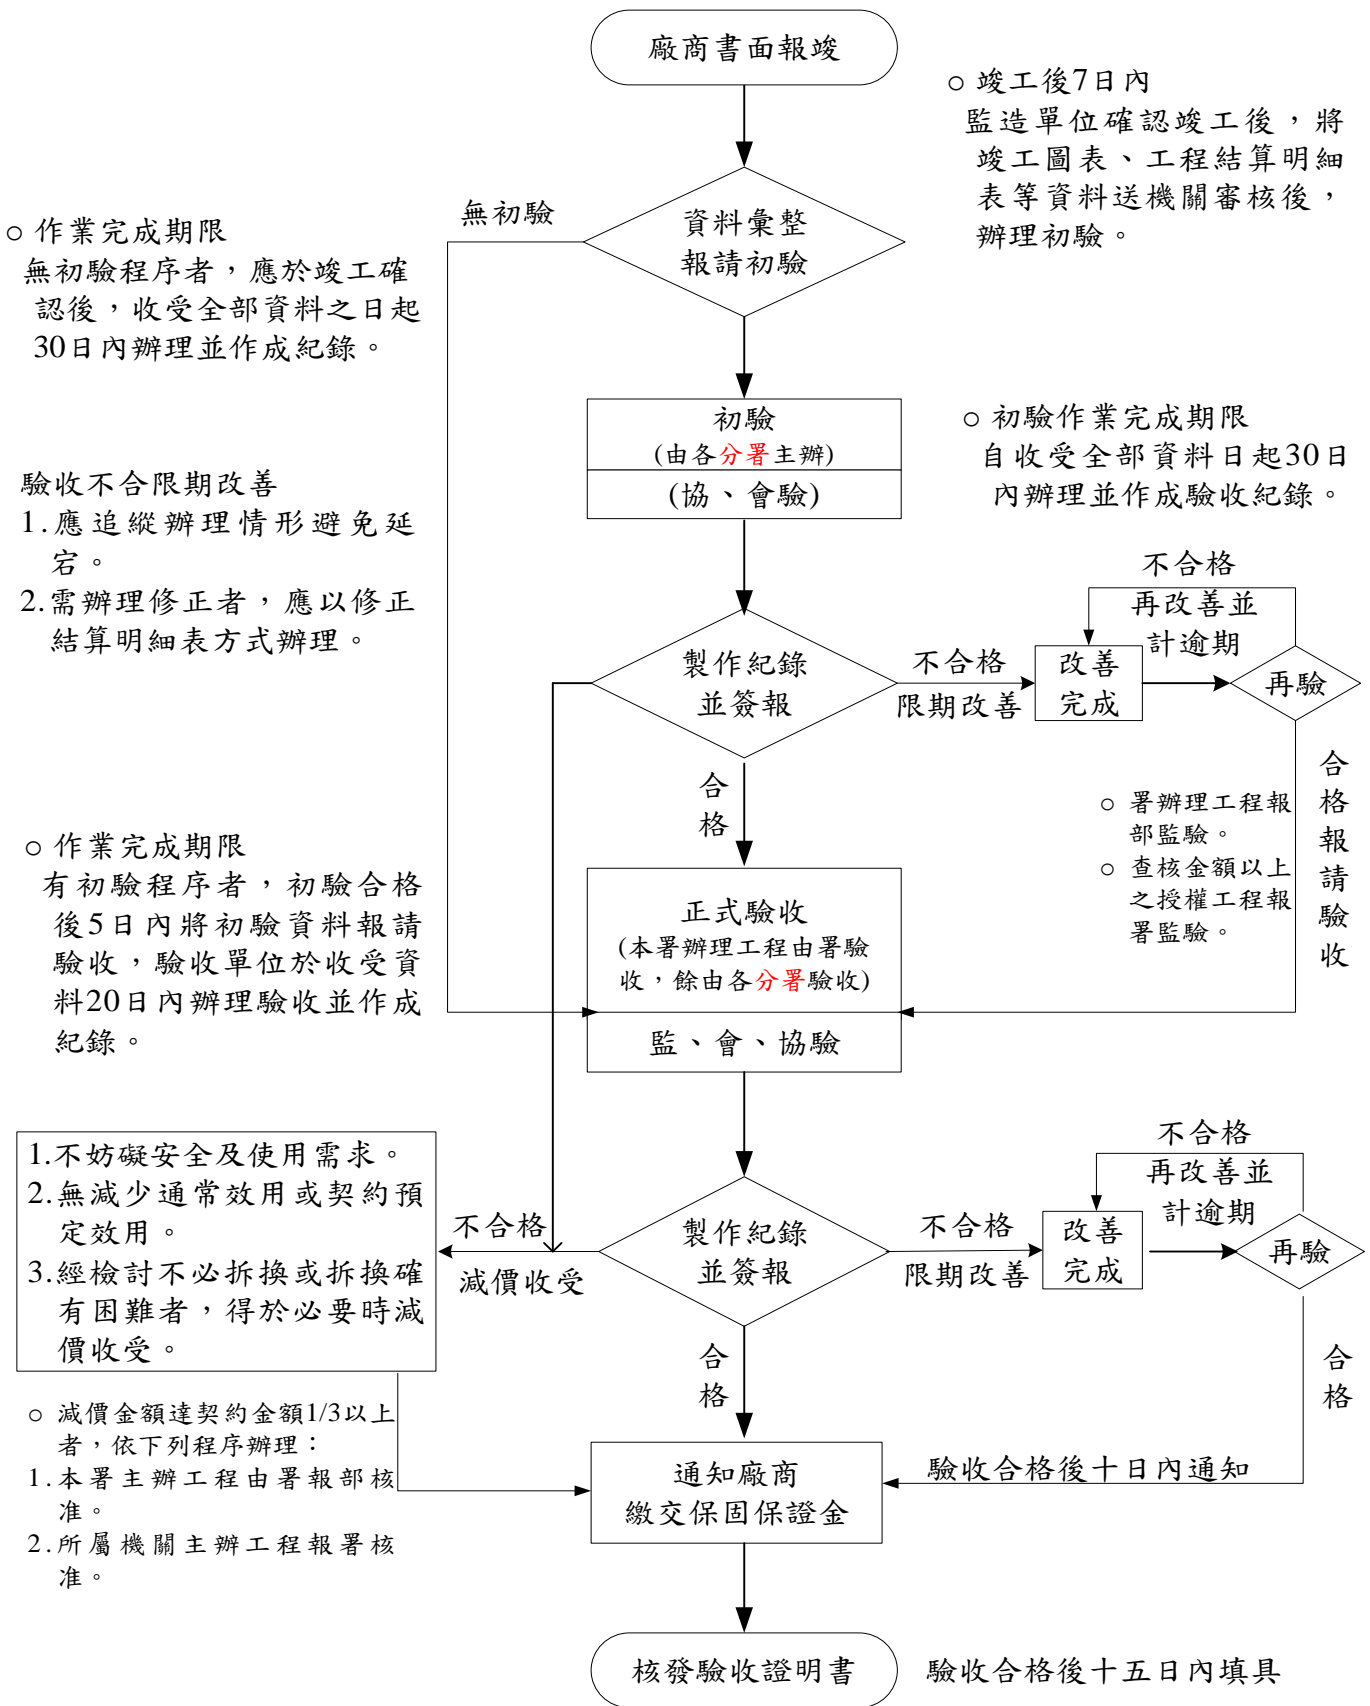 廠商書面報竣
○ 竣工後7日內
監造單位確認竣工後，將
竣工圖表、工程結算明細
表等資料送機關審核後，
辦理初驗。
無初驗
資料彙整
報請初驗
○ 作業完成期限
無初驗程序者，應於竣工確
認後，收受全部資料之日起
30日內辦理並作成紀錄。
初驗
(由各分署主辦)
(協、會驗)
○ 初驗作業完成期限
自收受全部資料日起30日
內辦理並作成驗收紀錄。
驗收不合限期改善
1.應追縱辦理情形避免延
宕。
2.需辦理修正者，應以修正
結算明細表方式辦理。
不合格
再改善並
計逾期
製作紀錄
並簽報
不合格
限期改善
改善
完成
再驗
合格
合格報請驗收
○ 署辦理工程報
部監驗。
○ 查核金額以上
之授權工程報
署監驗。
○ 作業完成期限
有初驗程序者，初驗合格
後5日內將初驗資料報請
驗收，驗收單位於收受資
料20日內辦理驗收並作成
紀錄。
正式驗收
(本署辦理工程由署驗
收，餘由各分署驗收)
監、會、協驗
1.不妨礙安全及使用需求。
2.無減少通常效用或契約預
定效用。
3.經檢討不必拆換或拆換確
有困難者，得於必要時減
價收受。
不合格
減價收受
製作紀錄
並簽報
不合格
限期改善
不合格
再改善並
計逾期
改善
完成
再驗
合格
合格
○ 減價金額達契約金額1/3以上
者，依下列程序辦理：
1.本署主辦工程由署報部核
准。
2.所屬機關主辦工程報署核
准。
通知廠商
繳交保固保證金
驗收合格後十日內通知
核發驗收證明書
驗收合格後十五日內填具